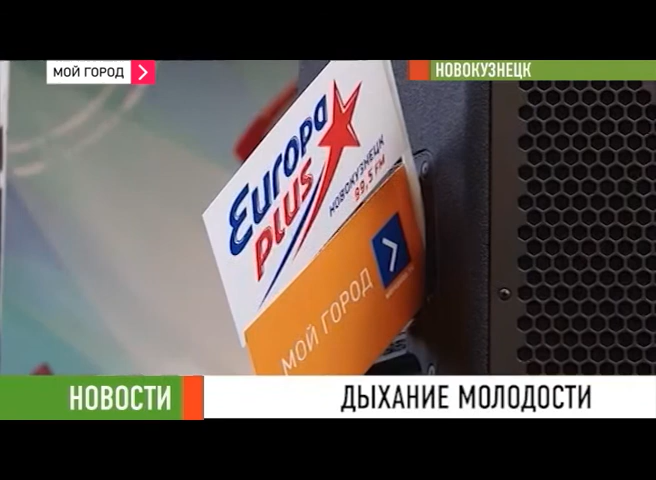 МОЙ ГОРОД
НОВОКУЗНЕЦК
Europa
plus
НОВОКУЗНЕЦК
99,5 FM
МОЙ ГОРОД
НОВОСТИ
ДЫХАНИЕ МОЛОДОСТИ